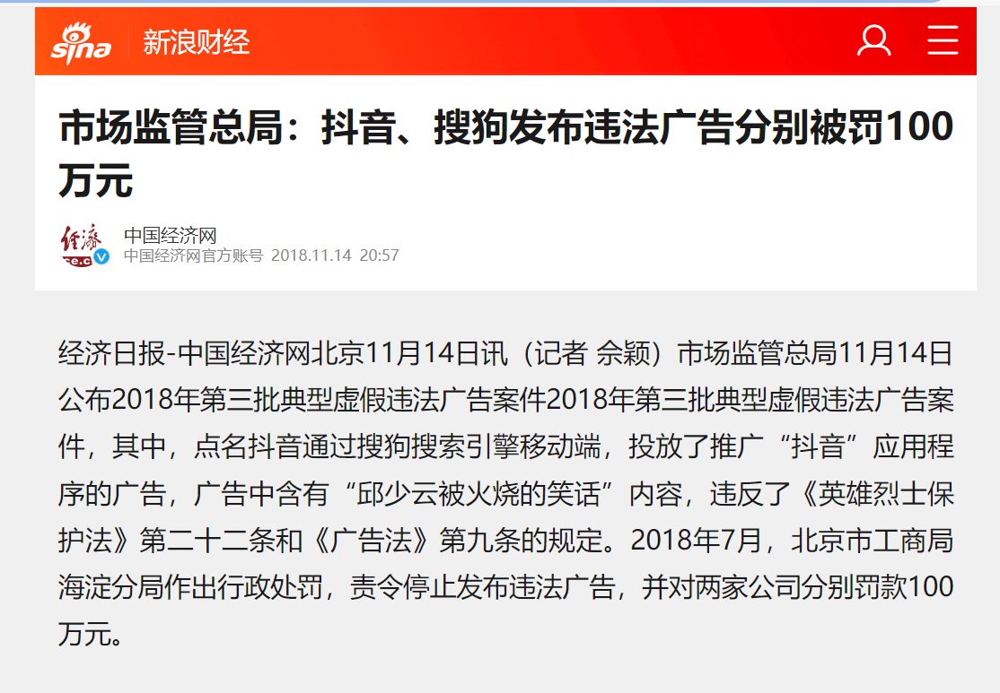 sina 新浪财经
市场监管总局：抖音、搜狗发布违法广告分别被罚100
万元
经济
ce.c
中国经济网
中国经济网官方账号 2018.11.14 20:57
经济日报-中国经济网北京11月14日讯（记者 佘颖）市场监管总局11月14日
公布2018年第三批典型虚假违法广告案件2018年第三批典型虚假违法广告案
件，其中，点名抖音通过搜狗搜索引擎移动端，投放了推广“抖音”应用程
序的广告，广告中含有“邱少云被火烧的笑话”内容，违反了《英雄烈士保
护法》第二十二条和《广告法》第九条的规定。2018年7月，北京市工商局
海淀分局作出行政处罚，责令停止发布违法广告，并对两家公司分别罚款100
万元。